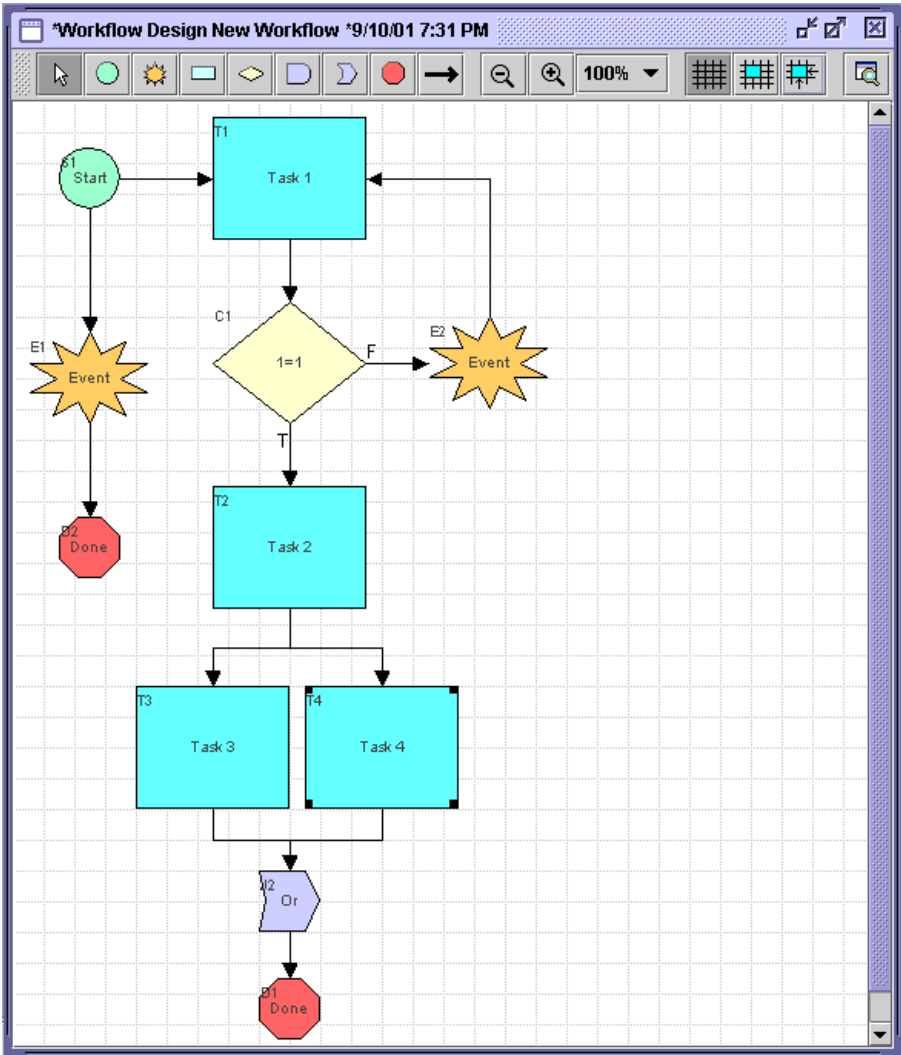 *Workflow Design New Workflow *9/10/01 7:31 PM
100%
T1
Task 1
S1
Start
C1
1=1
F
E2
Event
E1
Event
T
T2
Task 2
D2
Done
T3
Task 3
T4
Task 4
J2
Or
D1
Done